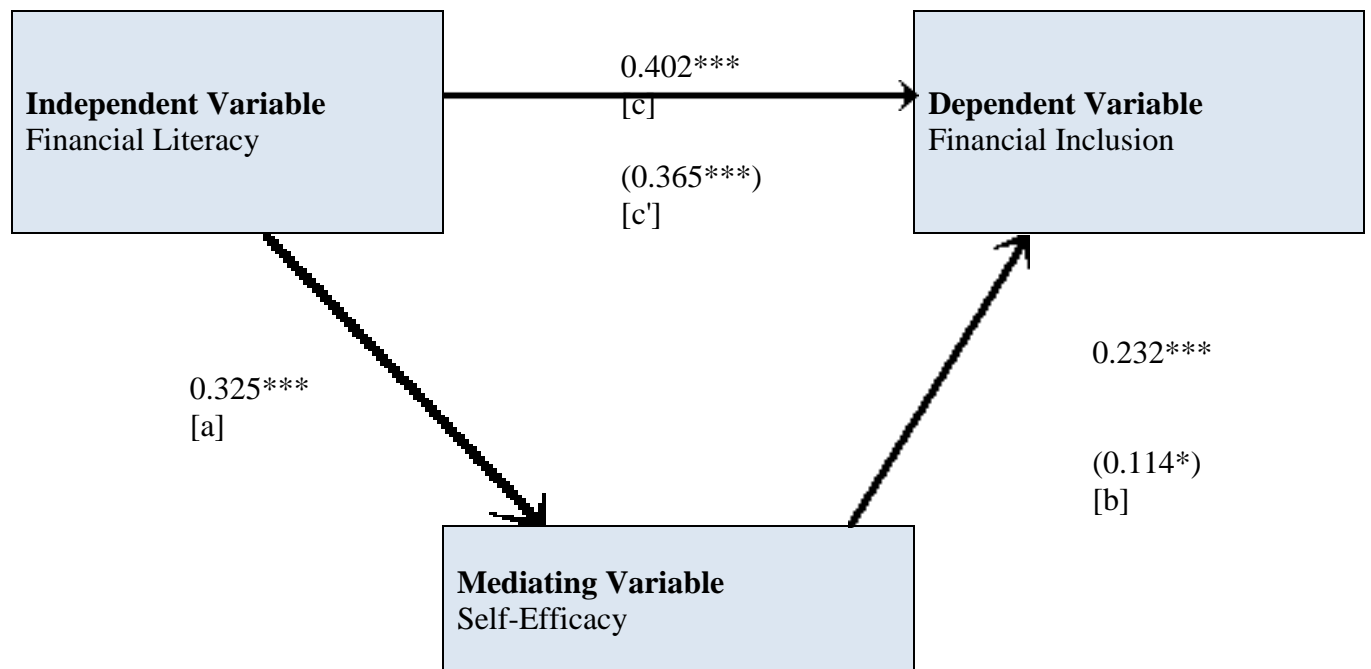 Independent Variable
Financial Literacy
0.402***
[c]
(0.365***)
[c']
Dependent Variable
Financial Inclusion
0.325***
[a]
0.232***
(0.114*)
[b]
Mediating Variable
Self-Efficacy